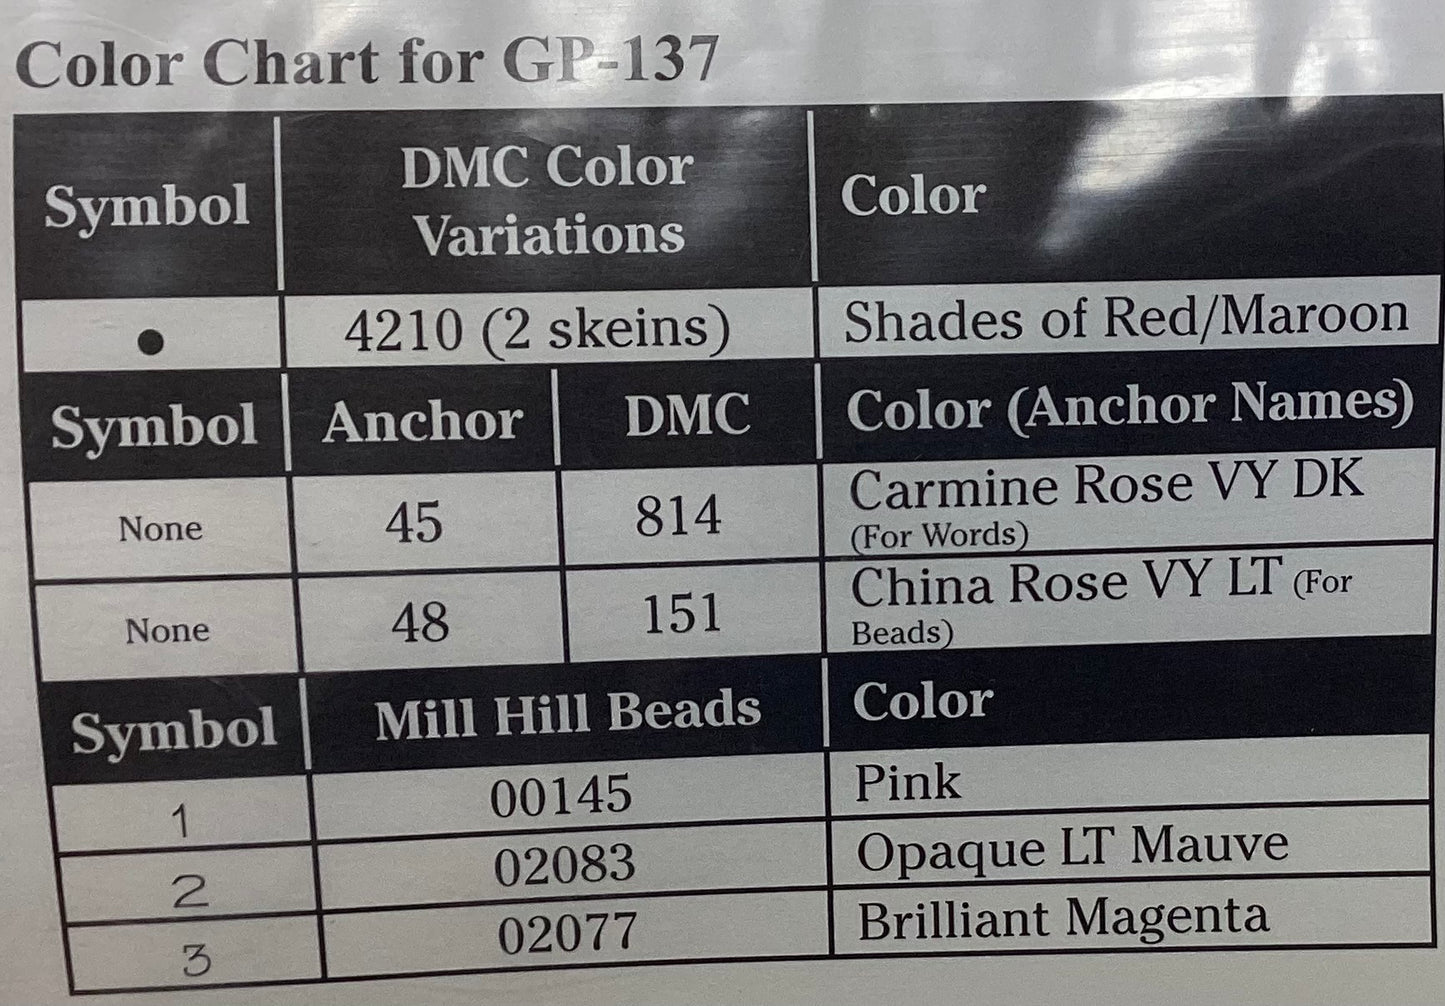 Color Chart for GP-137
Symbol DMC Color Variations Color
● 4210 (2 skeins) Shades of Red/Maroon
Symbol Anchor DMC Color (Anchor Names)
None 45 814 Carmine Rose VY DK
(For Words)
None 48 151 China Rose VY LT (For
Beads)
Symbol Mill Hill Beads Color
1 00145 Pink
2 02083 Opaque LT Mauve
3 02077 Brilliant Magenta